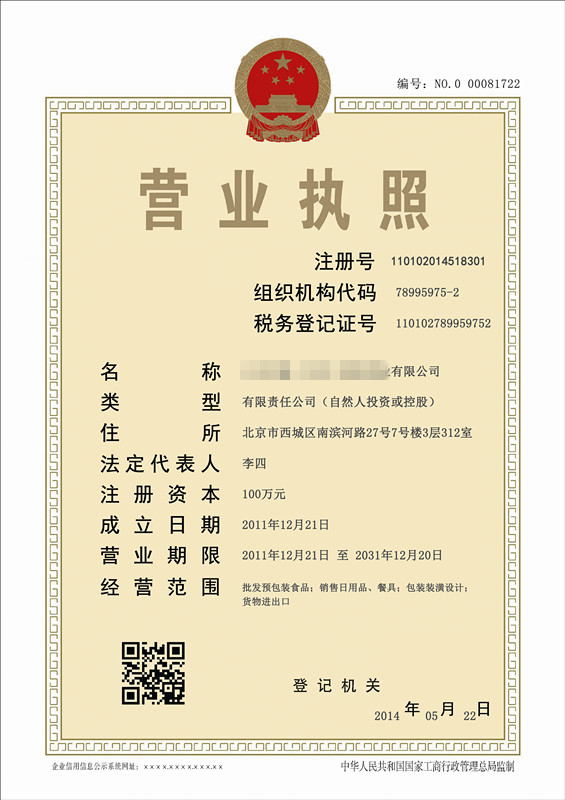 编号：NO.0 00081722
营业执照
注册号 110102014518301
组织机构代码 78995975-2
税务登记证号 110102789959752
名称 有限公司
类型 有限责任公司（自然人投资或控股）
住所 北京市西城区南滨河路27号7号楼3层312室
法定代表人 李四
注册资本 100万元
成立日期 2011年12月21日
营业期限 2011年12月21日 至 2031年12月20日
经营范围 批发预包装食品；销售日用品、餐具；包装装潢设计；
货物进出口
登记机关
2014 年 05 月 22 日
企业信用信息公示系统网址：xxxx.xxxx.xxx.xx
中华人民共和国国家工商行政管理总局监制